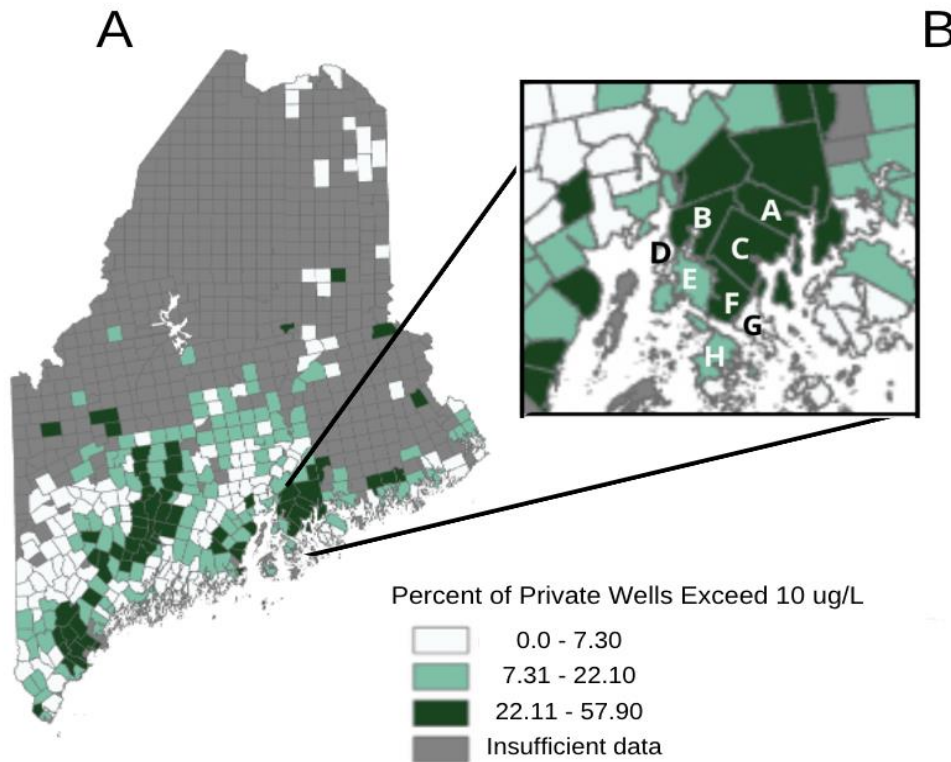 A
B
A
B
C
D
E
F
G
H
Percent of Private Wells Exceed 10 ug/L
0.0 - 7.30
7.31 - 22.10
22.11 - 57.90
Insufficient data